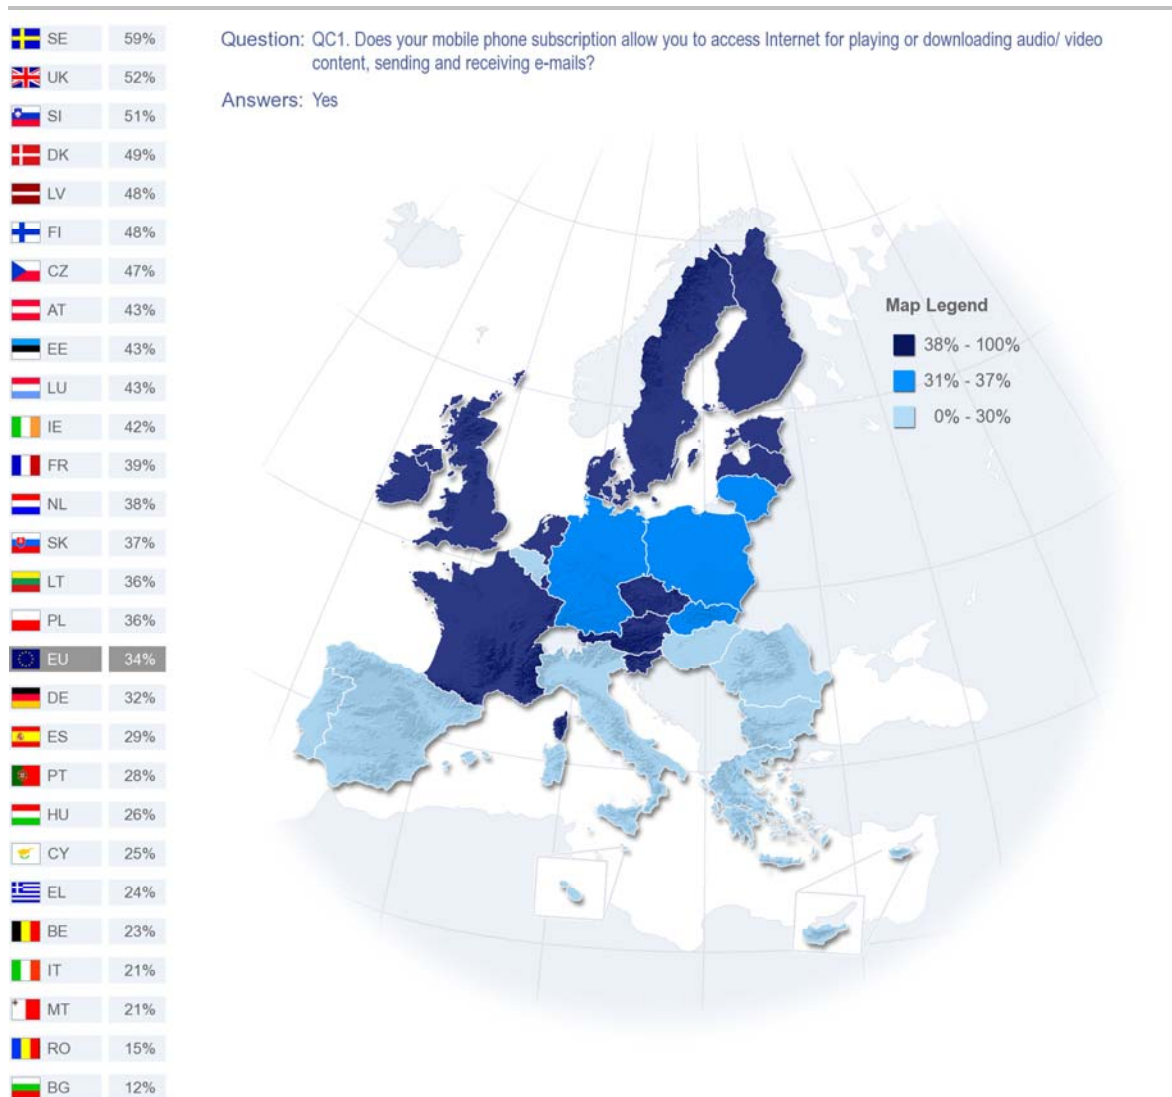 SE 59%
UK 52%
SI 51%
DK 49%
LV 48%
FI 48%
CZ 47%
AT 43%
EE 43%
LU 43%
IE 42%
FR 39%
NL 38%
SK 37%
LT 36%
PL 36%
EU 34%
DE 32%
ES 29%
PT 28%
HU 26%
CY 25%
EL 24%
BE 23%
IT 21%
MT 21%
RO 15%
BG 12%
Question: QC1. Does your mobile phone subscription allow you to access Internet for playing or downloading audio/ video
content, sending and receiving e-mails?
Answers: Yes
Map Legend
38% - 100%
31% - 37%
0% - 30%